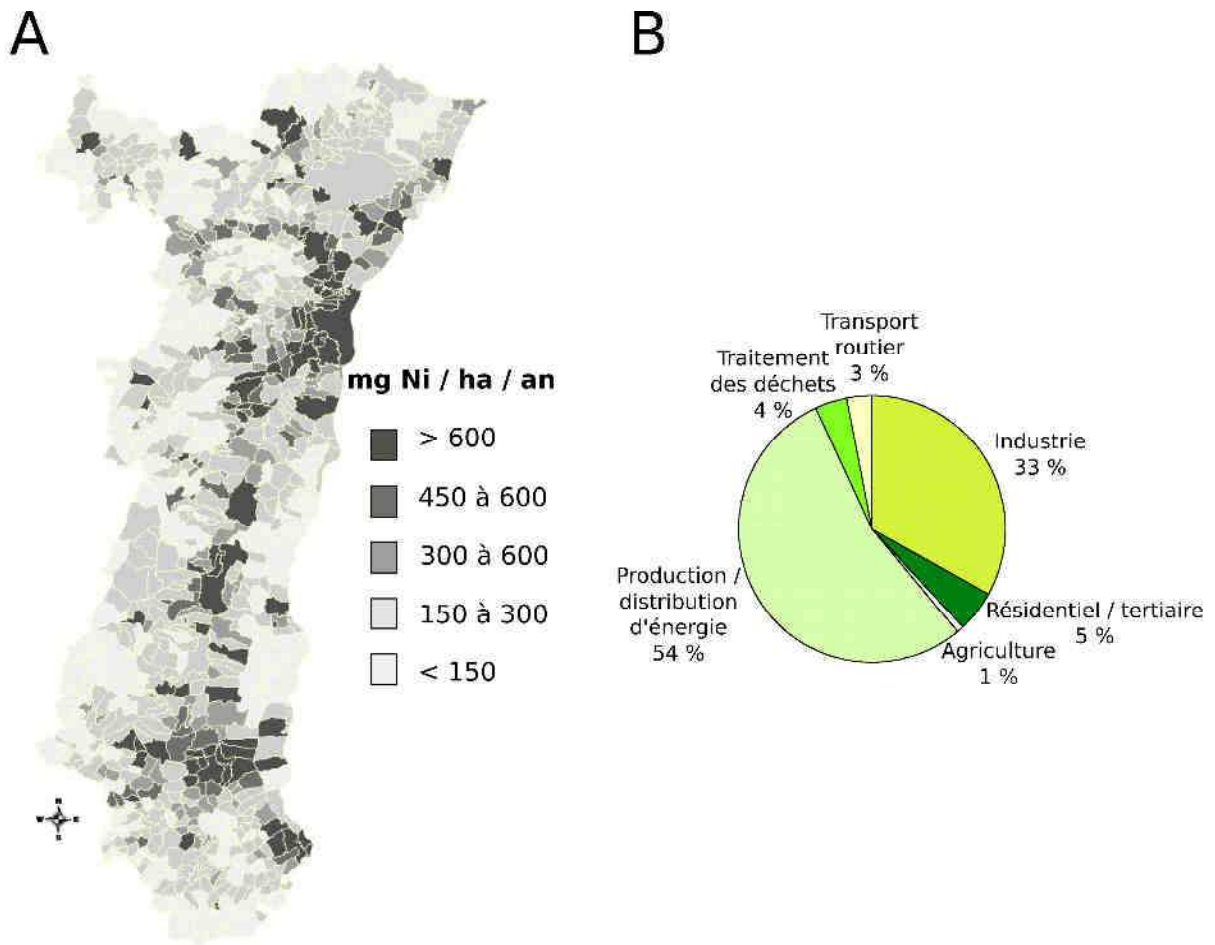 A
B
mg Ni / ha / an
> 600
450 à 600
300 à 600
150 à 300
< 150
N
W
E
S
Transport
routier
3 %
Traitement
des déchets
4 %
Industrie
33 %
Production /
distribution
d'énergie
54 %
Résidentiel / tertiaire
5 %
Agriculture
1 %